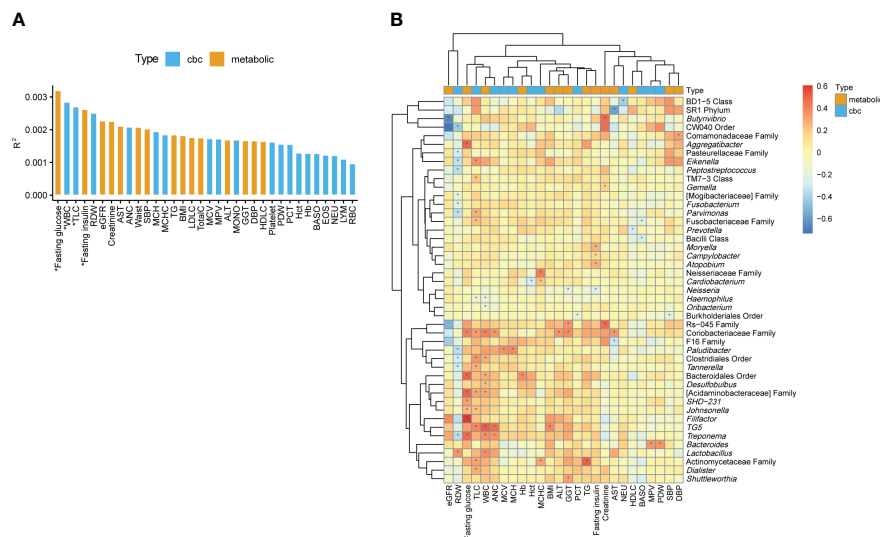 A
Type cbc metabolic
R²
0.003
0.002
0.001
0.000
*Fasting glucose
*WBC
*TLC
*Fasting insulin
RDW
eGFR
Creatinine
AST
ANC
Waist
SBP
MCH
MCHC
TG
BMI
LDLC
TotalC
MCV
MPV
ALT
MONO
GGT
DBP
HDLC
Platelet
PDW
PCT
Hct
Hb
BASO
EOS
NEU
LYM
RBC
B
Type
BD1−5 Class
SR1 Phylum
Butyrivibrio
CW040 Order
Comamonadaceae Family
Aggregatibacter
Pasteurellaceae Family
Eikenella
Peptostreptococcus
TM7−3 Class
Gemella
[Mogibacteriaceae] Family
Fusobacterium
Parvimonas
Fusobacteriaceae Family
Prevotella
Bacilli Class
Moryella
Campylobacter
Atopobium
Neisseriaceae Family
Cardiobacterium
Neisseria
Haemophilus
Oribacterium
Burkholderiales Order
Rs−045 Family
Coriobacteriaceae Family
F16 Family
Paludibacter
Clostridiales Order
Tannerella
Bacteroidales Order
Desulfobulbus
[Acidaminobacteraceae] Family
SHD−231
Johnsonella
Filifactor
TG5
Treponema
Bacteroides
Lactobacillus
Actinomycetaceae Family
Dialister
Shuttleworthia
eGFR
RDW
Fasting glucose
TLC
WBC
ANC
MCV
MCH
Hb
Hct
MCHC
BMI
ALT
GGT
PCT
TG
Fasting insulin
Creatinine
AST
NEU
HDLC
BASO
MPV
PDW
SBP
DBP
0.6
0.4
0.2
0
−0.2
−0.4
−0.6
Type
metabolic
cbc